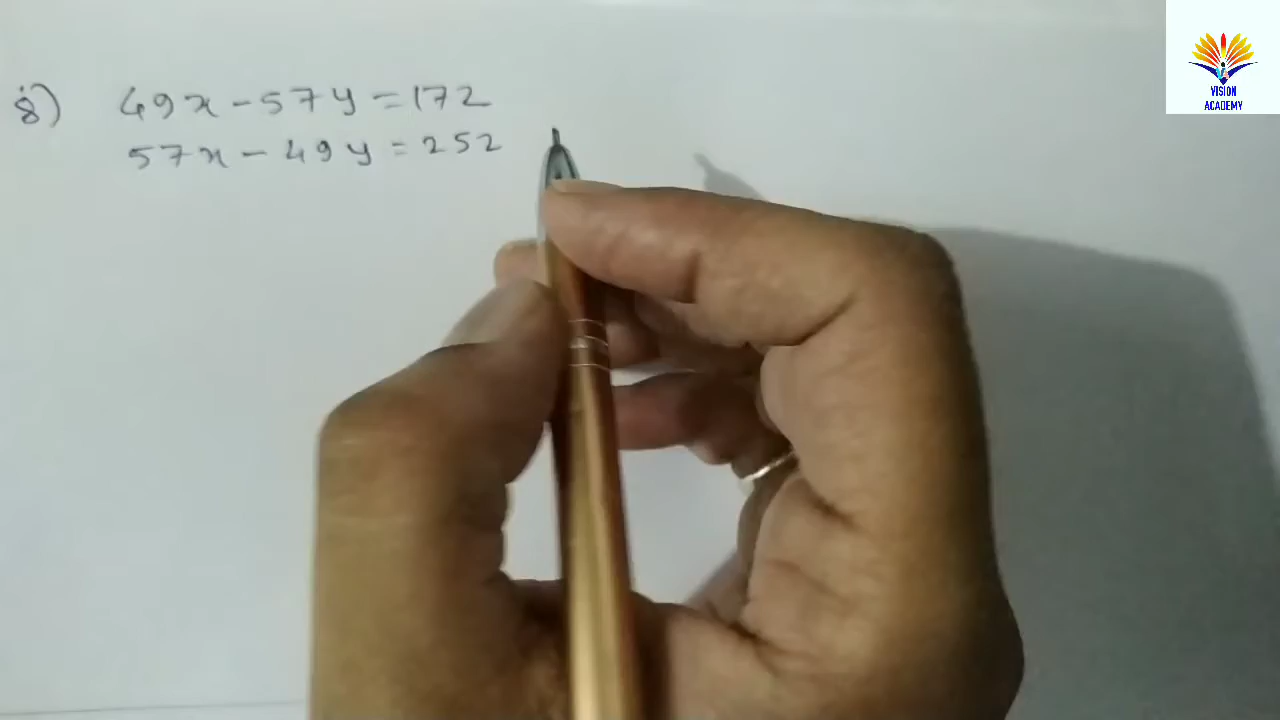 8) 49x - 57y = 172
57x - 49y = 252
VISION
ACADEMY